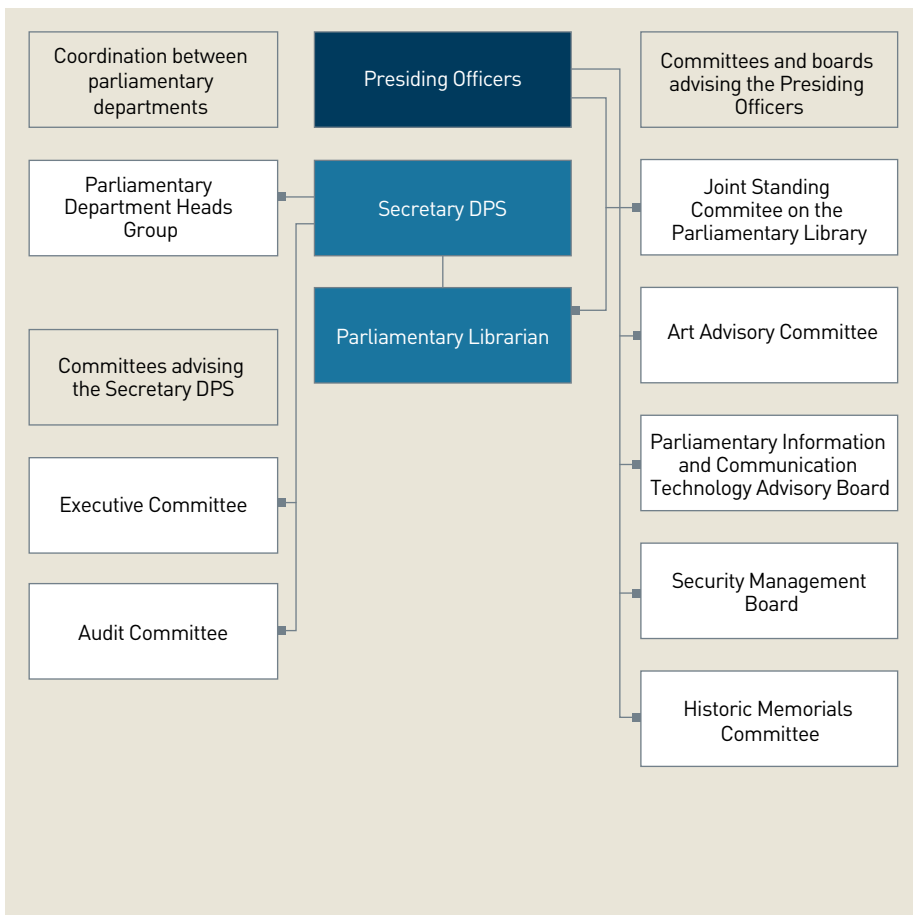 Coordination between
parliamentary
departments
Presiding Officers
Committees and boards
advising the Presiding
Officers
Parliamentary
Department Heads
Group
Secretary DPS
Joint Standing
Commitee on the
Parliamentary Library
Parliamentary Librarian
Art Advisory Committee
Committees advising
the Secretary DPS
Parliamentary Information
and Communication
Technology Advisory Board
Executive Committee
Security Management
Board
Audit Committee
Historic Memorials
Committee